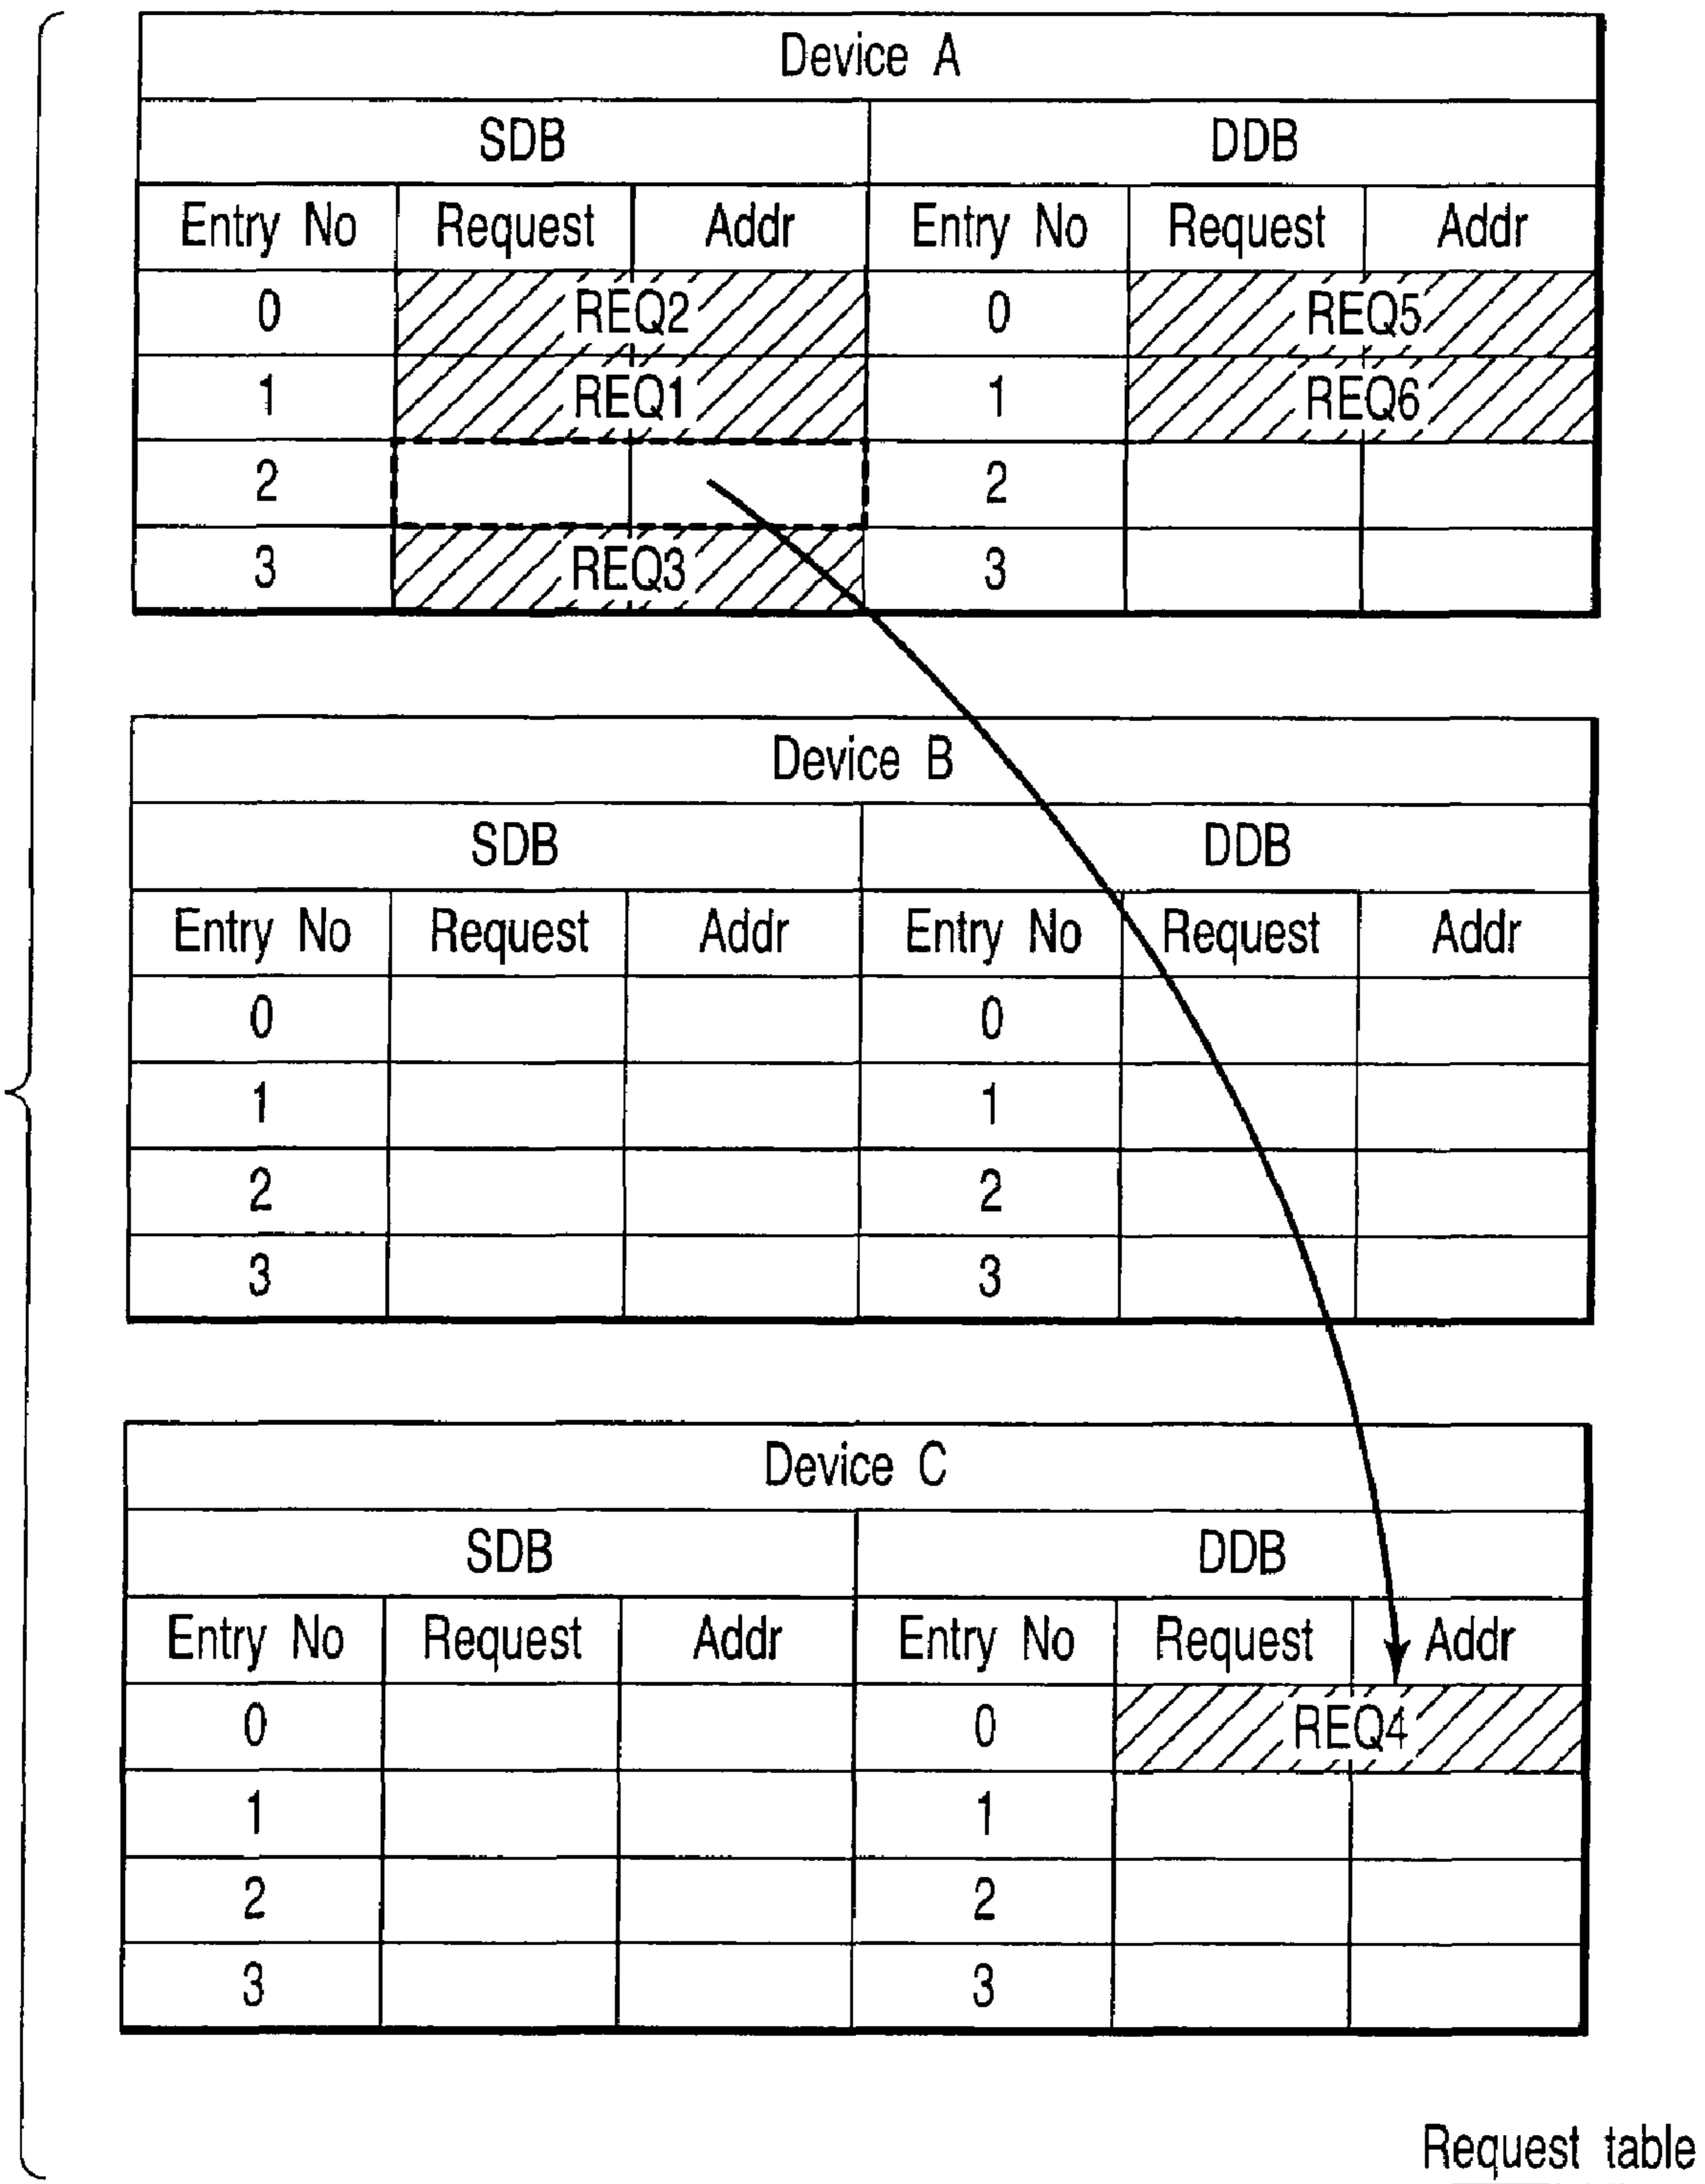 Device A
SDB DDB
Entry No Request Addr Entry No Request Addr
0 REQ2 0 REQ5
1 REQ1 1 REQ6
2 2
3 REQ3 3
Device B
SDB DDB
Entry No Request Addr Entry No Request Addr
0 0
1 1
2 2
3 3
Device C
SDB DDB
Entry No Request Addr Entry No Request Addr
0 0 REQ4
1 1
2 2
3 3
Request table